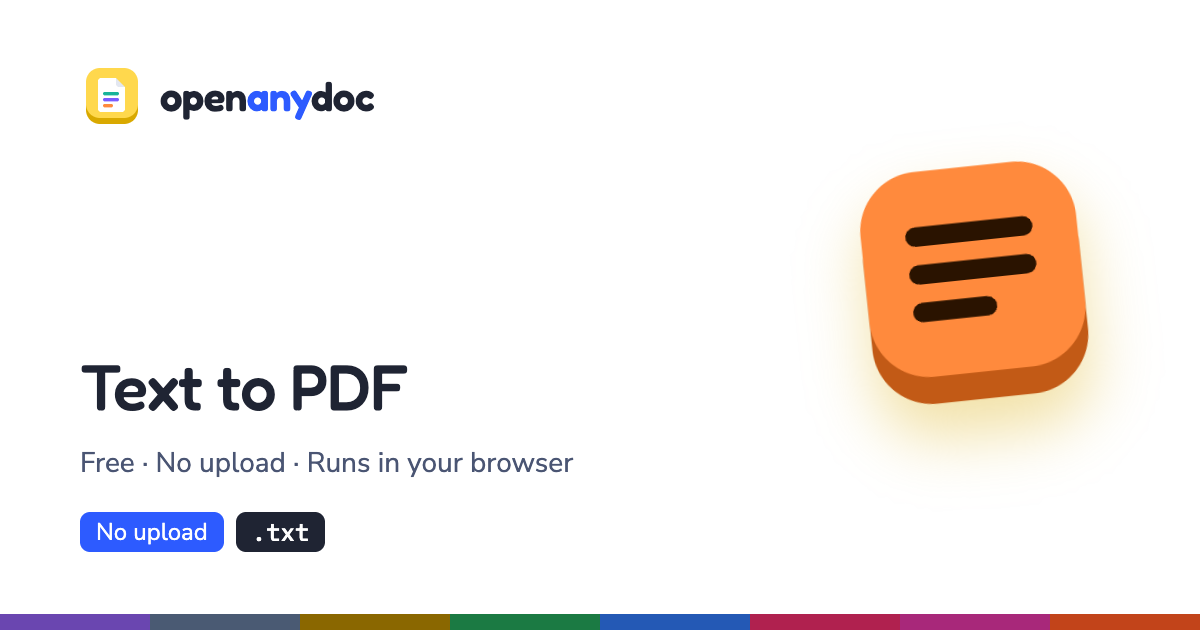 openanydoc
Text to PDF
Free · No upload · Runs in your browser
No upload
.txt